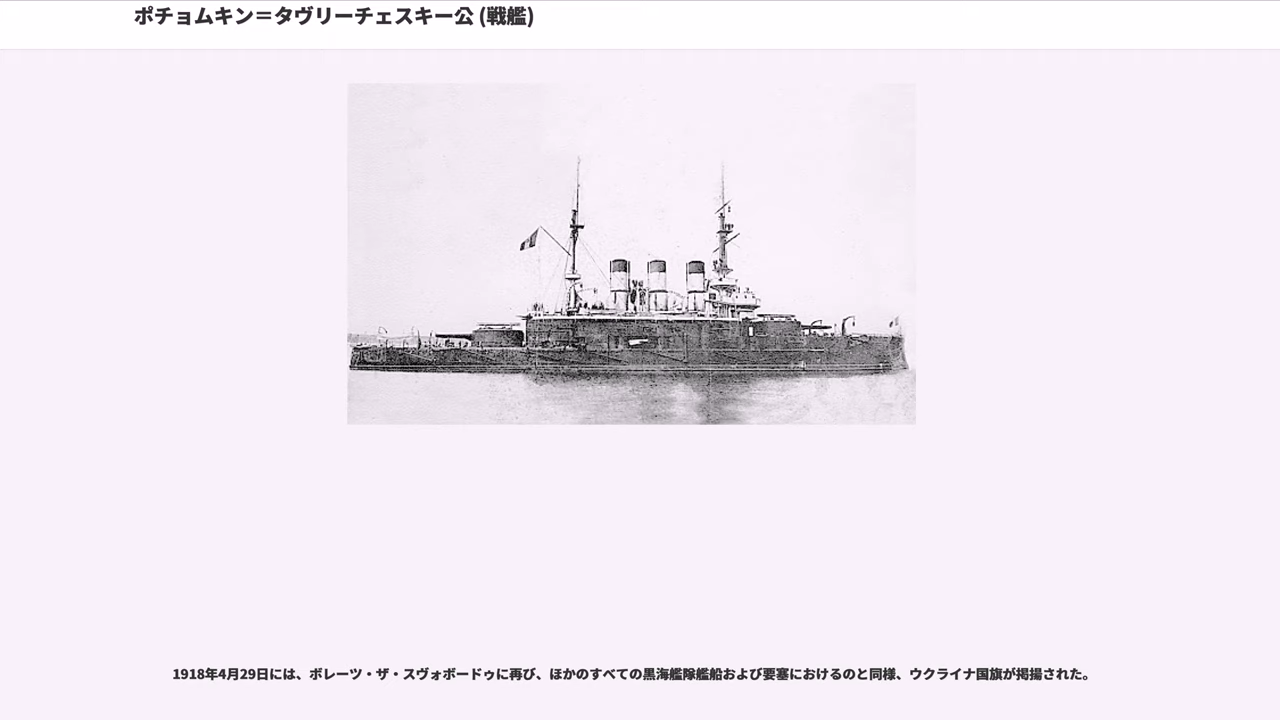 ポチョムキン＝タヴリーチェスキー公 (戦艦)
1918年4月29日には、ボレーツ・ザ・スヴォボードゥに再び、ほかのすべての黒海艦隊艦船および要塞におけるのと同様、ウクライナ国旗が掲揚された。